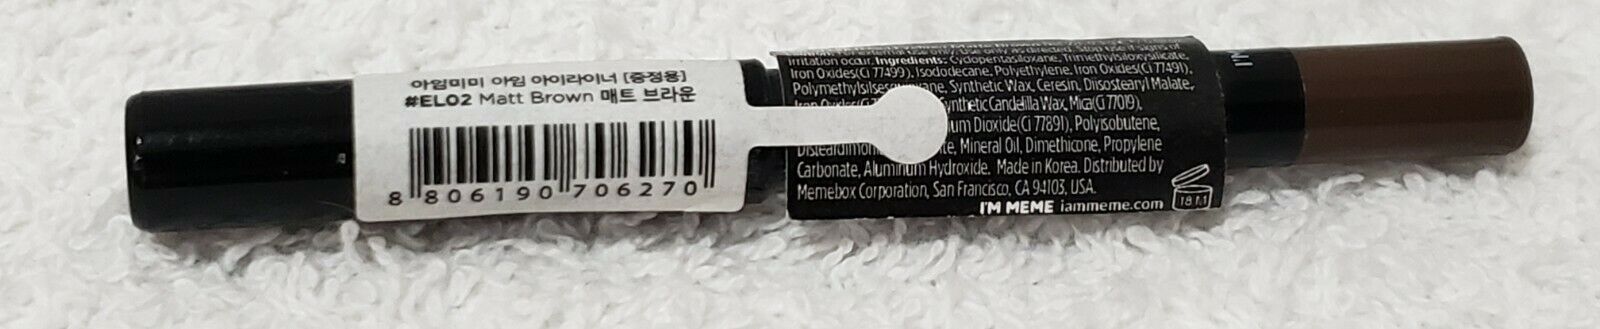 아임미미 아임 아이라이너 [증정용]
#EL02 Matt Brown 매트 브라운
8 806190 706270
irritation occur. Ingredients: Cyclopentasiloxane, Trimethylsiloxysilicate,
Iron Oxides(Ci 77499), Isododecane, Polyethylene, Iron Oxides(Ci 77491),
Synthetic Wax, Ceresin, Diisostearyl Malate,
Synthetic Candelilla Wax, Mica(Ci 77019),
Dioxide(Ci 77891), Polyisobutene,
Mineral Oil, Dimethicone, Propylene
Carbonate, Aluminum Hydroxide. Made in Korea. Distributed by
Memebox Corporation, San Francisco, CA 94103, USA.
I'M MEME iammeme.com
18 M
I'M